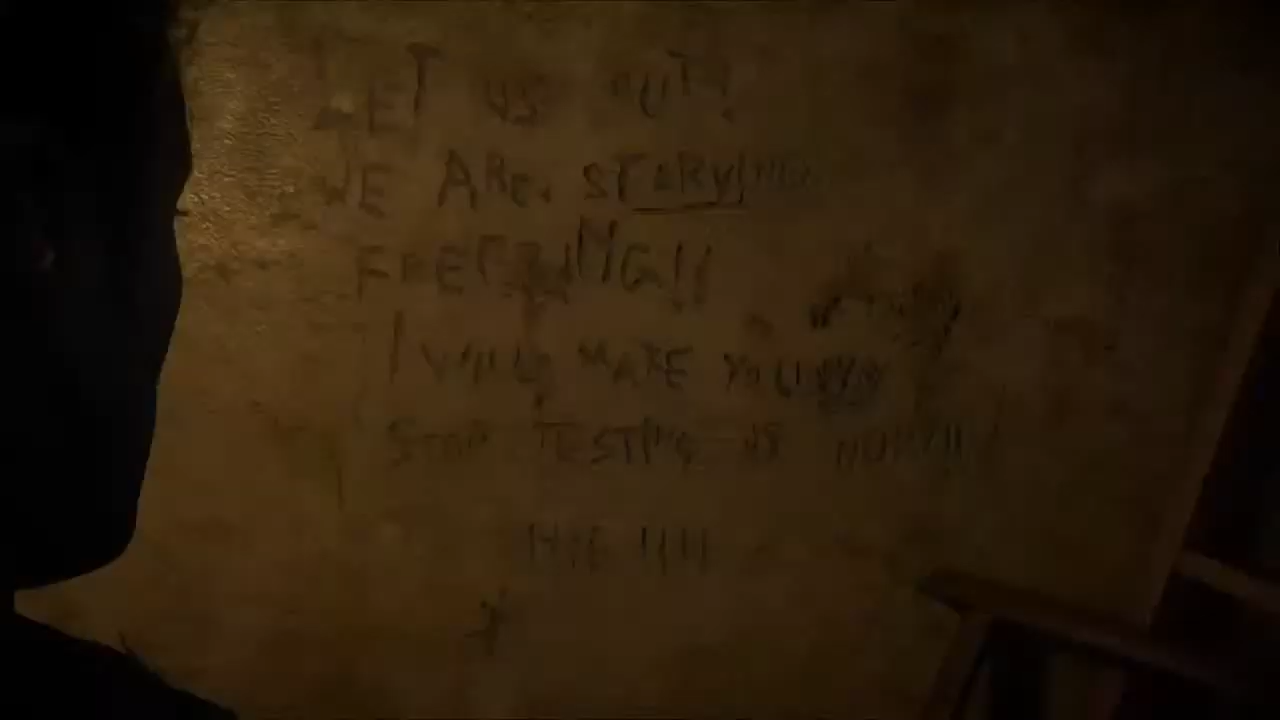 LET US OUT!
WE ARE. STARVING
FREEZING!!
I WILL MAKE YOU
STOP TESTING US